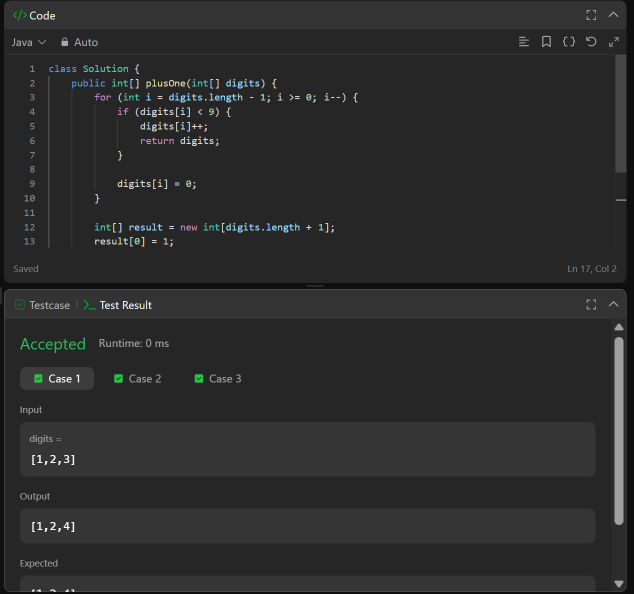 </> Code
Java Auto
1 class Solution {
2 public int[] plusOne(int[] digits) {
3 for (int i = digits.length - 1; i >= 0; i--) {
4 if (digits[i] < 9) {
5 digits[i]++;
6 return digits;
7 }
8
9 digits[i] = 0;
10 }
11
12 int[] result = new int[digits.length + 1];
13 result[0] = 1;
Saved Ln 17, Col 2
Testcase | >_ Test Result
Accepted Runtime: 0 ms
Case 1 Case 2 Case 3
Input
digits =
[1,2,3]
Output
[1,2,4]
Expected
[1,2,4]